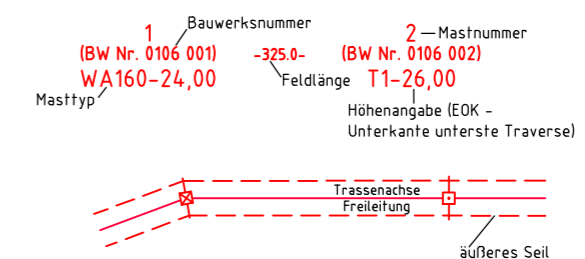 Bauwerksnummer
1
2
Mastnummer
(BW Nr. 0106 001)
-325.0-
(BW Nr. 0106 002)
WA160-24,00
Feldlänge
T1-26,00
Masttyp
Höhenangabe (EOK -
Unterkante unterste Traverse)
Trassenachse
Freileitung
äußeres Seil